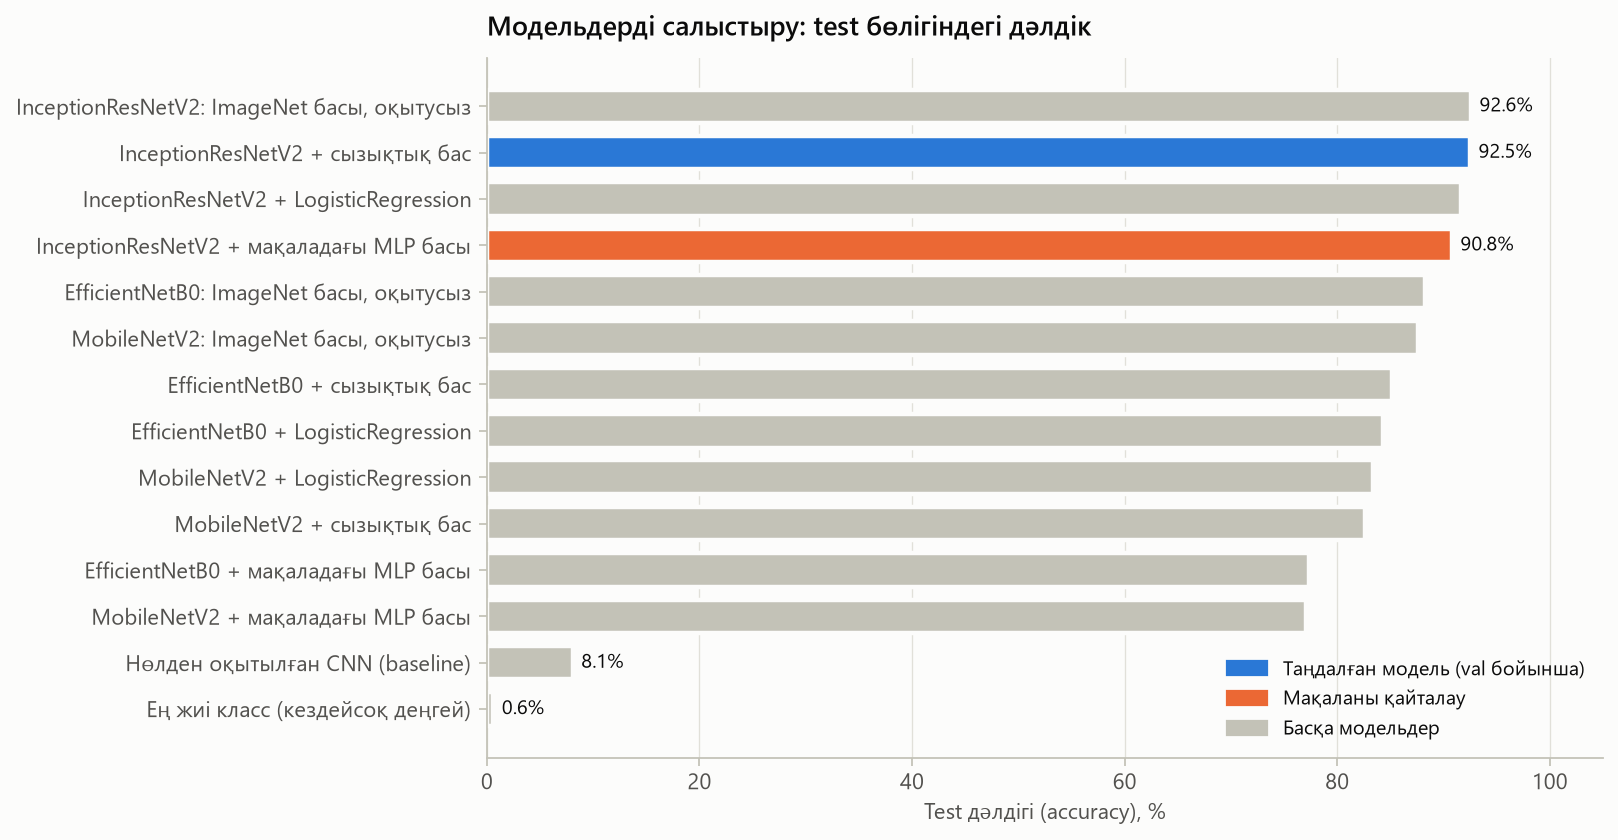 Модельдерді салыстыру: test бөлігіндегі дәлдік
InceptionResNetV2: ImageNet басы, оқытусыз
92.6%
InceptionResNetV2 + сызықтық бас
92.5%
InceptionResNetV2 + LogisticRegression
InceptionResNetV2 + мақаладағы MLP басы
90.8%
EfficientNetB0: ImageNet басы, оқытусыз
MobileNetV2: ImageNet басы, оқытусыз
EfficientNetB0 + сызықтық бас
EfficientNetB0 + LogisticRegression
MobileNetV2 + LogisticRegression
MobileNetV2 + сызықтық бас
EfficientNetB0 + мақаладағы MLP басы
MobileNetV2 + мақаладағы MLP басы
Нөлден оқытылған CNN (baseline)
8.1%
Ең жиі класс (кездейсоқ деңгей)
0.6%
Таңдалған модель (val бойынша)
Мақаланы қайталау
Басқа модельдер
0 20 40 60 80 100
Test дәлдігі (accuracy), %